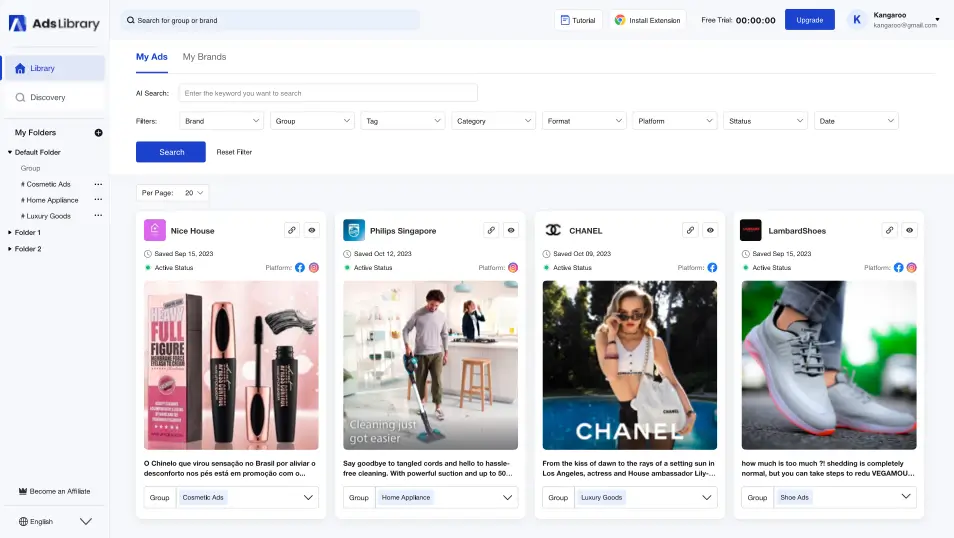 AdsLibrary
Search for group or brand
Tutorial
Install Extension
Free Trial: 00:00:00
Upgrade
K
Kangaroo
kangaroo@gmail.com
Library
Discovery
My Folders
Default Folder
Group
# Cosmetic Ads
# Home Appliance
# Luxury Goods
Folder 1
Folder 2
Become an Affiliate
English
My Ads
My Brands
AI Search:
Enter the keyword you want to search
Filters:
Brand
Group
Tag
Category
Format
Platform
Sttatus
Date
Search
Reset Filter
Per Page: 20
Nice House
Saved Sep 15, 2023
Active Status
Platform:
HEAVY
FULL
FIGURE
O Chinelo que virou sensação no Brasil por aliviar o
desconforto nos pés está em promoção com o...
Group
Cosmetic Ads
Philips Singapore
Saved Oct 12, 2023
Active Status
Platform:
Cleaning just
got easier
Say goodbye to tangled cords and hello to hassle-
free cleaning. With powerful suction and up to 50...
Group
Home Appliance
CHANEL
Saved Oct 09, 2023
Active Status
Platform:
CHANEL
CHANEL
From the kiss of dawn to the rays of a setting sun in
Los Angeles, actress and House ambassador Lily-...
Group
Luxury Goods
LambardShoes
Saved Sep 15, 2023
Active Status
Platform:
how much is too much ?! shedding is completely
normal, but you can take steps to redu VEGAMOU...
Group
Shoe Ads